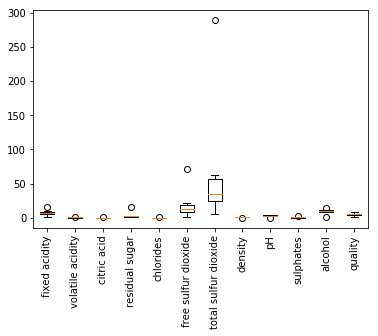 300
250
200
150
100
50
0
fixed acidity
volatile acidity
citric acid
residual sugar
chlorides
free sulfur dioxide
total sulfur dioxide
density
pH
sulphates
alcohol
quality